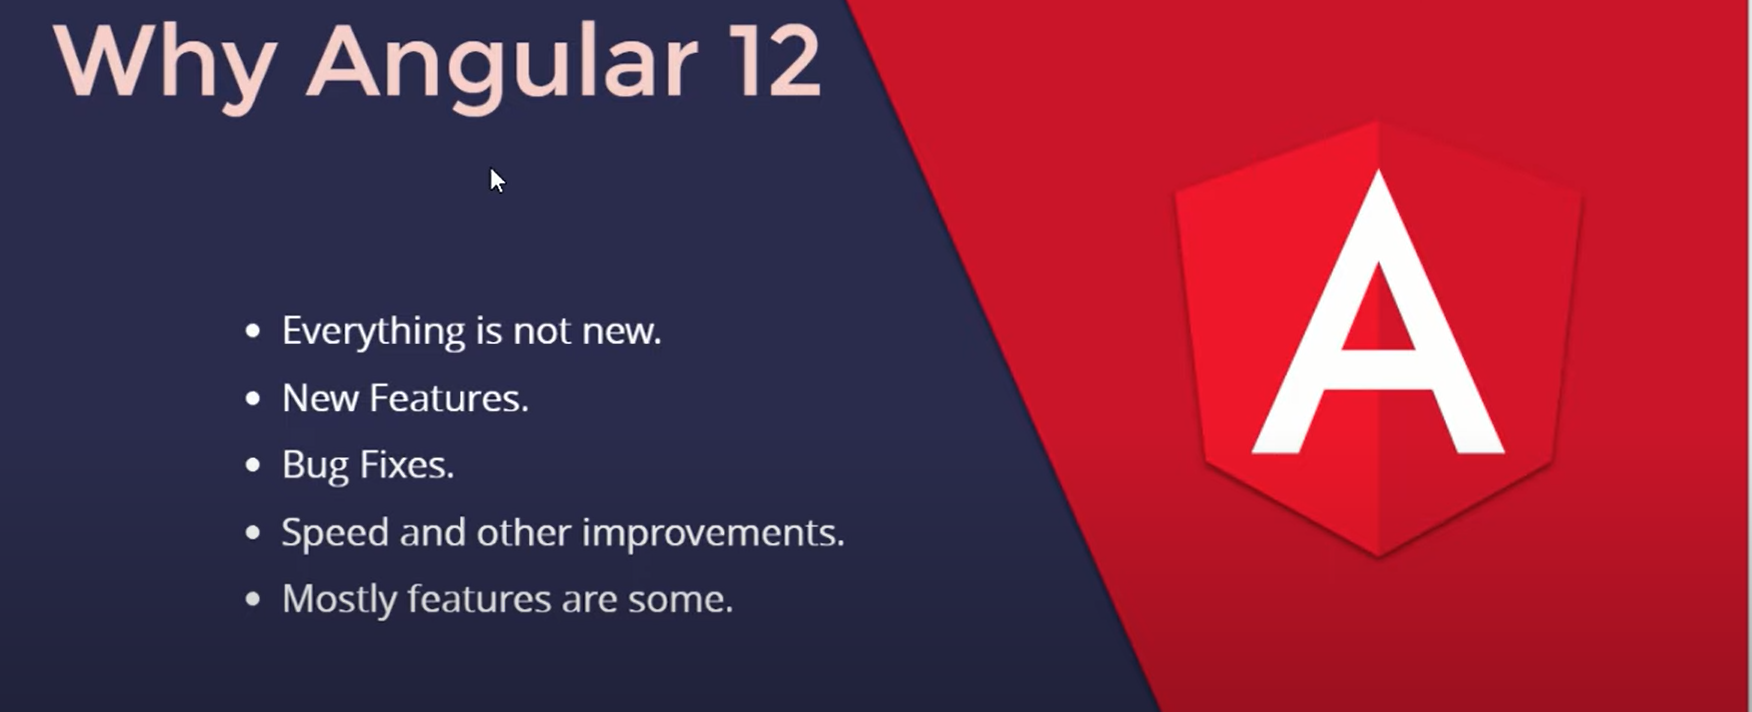 Why Angular 12
• Everything is not new.
• New Features.
• Bug Fixes.
• Speed and other improvements.
• Mostly features are some.
A